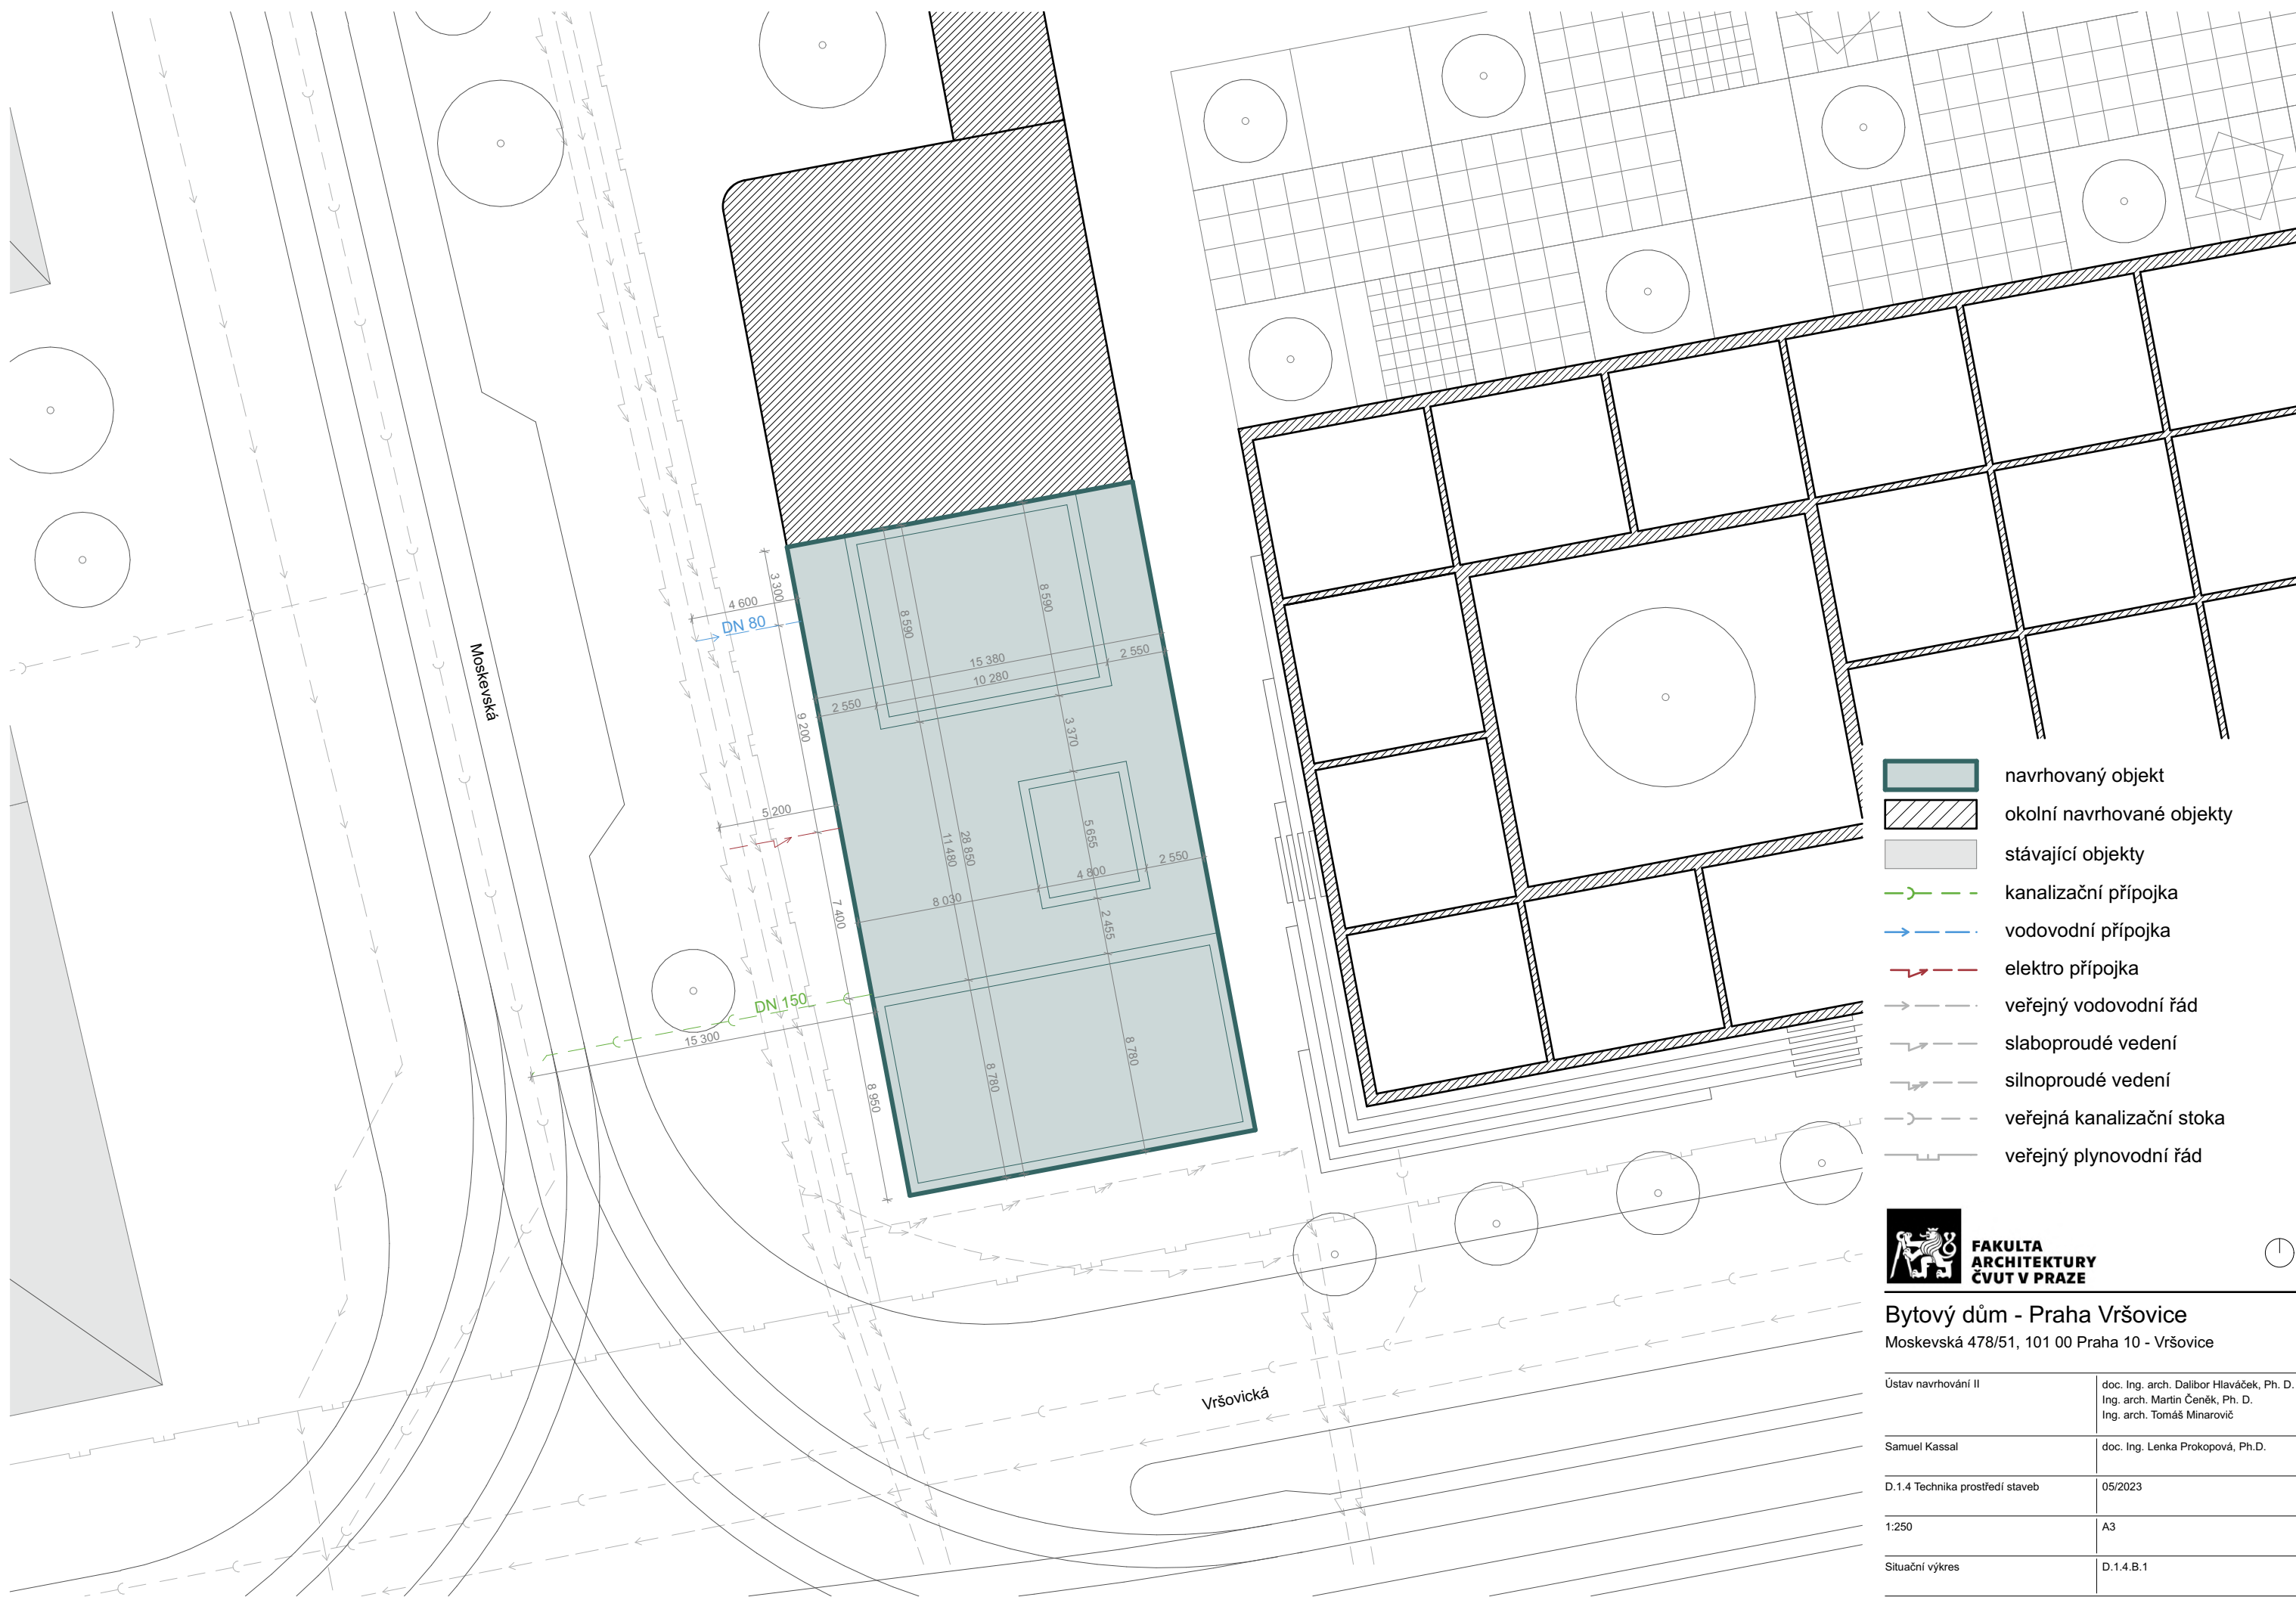 Moskevská
3 300
4 600
DN 80
8 590
8 590
15 380
2 550
10 280
2 550
9 200
3 370
5 200
5 655
11 480
28 850
2 550
4 800
8 030
7 400
2 455
DN 150
15 300
8 780
8 780
8 950
Vršovická
navrhovaný objekt
okolní navrhované objekty
stávající objekty
kanalizační přípojka
vodovodní přípojka
elektro přípojka
veřejný vodovodní řád
slaboproudé vedení
silnoproudé vedení
veřejná kanalizační stoka
veřejný plynovodní řád
FAKULTA
ARCHITEKTURY
ČVUT V PRAZE
Bytový dům - Praha Vršovice
Moskevská 478/51, 101 00 Praha 10 - Vršovice
Ústav navrhování II
doc. Ing. arch. Dalibor Hlaváček, Ph. D.
Ing. arch. Martin Čeněk, Ph. D.
Ing. arch. Tomáš Minarovič
Samuel Kassal
doc. Ing. Lenka Prokopová, Ph.D.
D.1.4 Technika prostředí staveb
05/2023
1:250
A3
Situační výkres
D.1.4.B.1